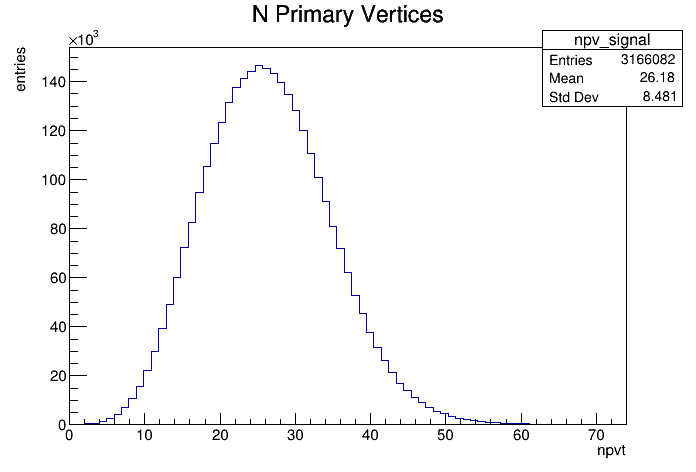 N Primary Vertices
×10³
entries
npv_signal
Entries 3166082
Mean 26.18
Std Dev 8.481
140
120
100
80
60
40
20
0
0 10 20 30 40 50 60 70
npvt